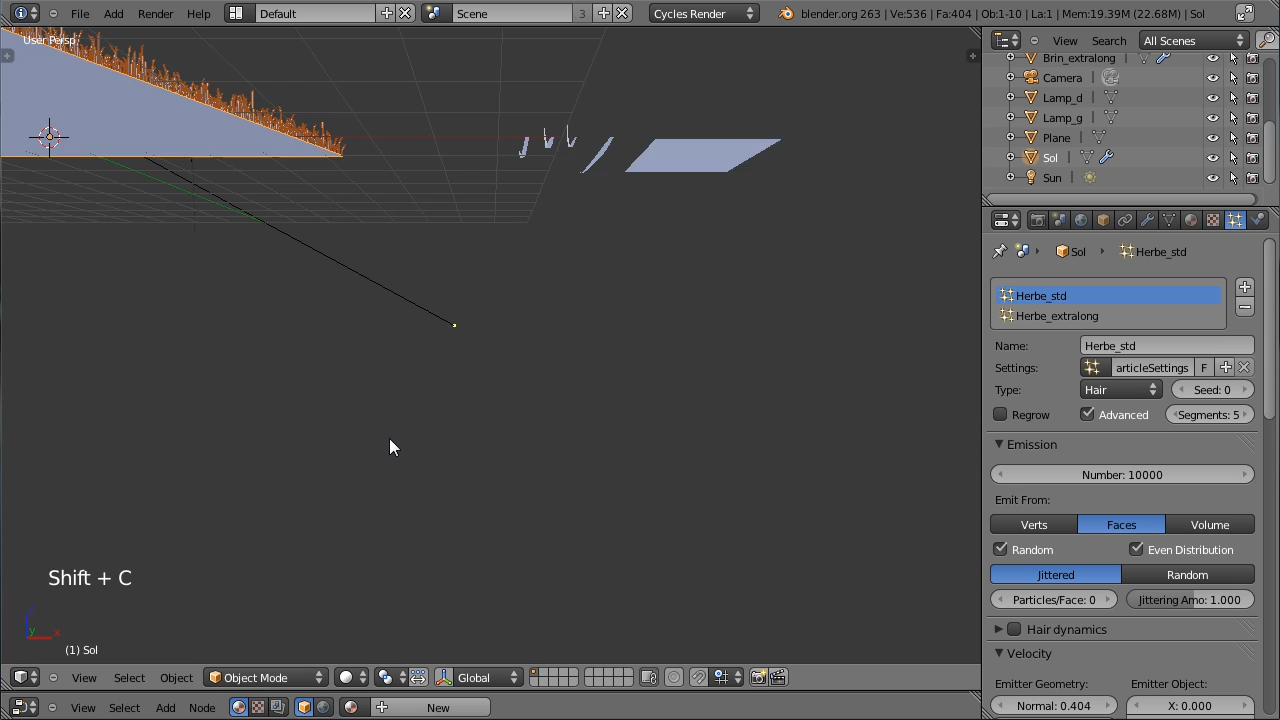 File Add Render Help Default Scene 3 Cycles Render blender.org 263 | Ve:536 | Fa:404 | Ob:1-10 | La:1 | Mem:19.39M (22.68M) | Sol
User Persp
View Search All Scenes
Brin_extralong
Camera
Lamp_d
Lamp_g
Plane
Sol
Sun
Sol Herbe_std
Herbe_std
Herbe_extralong
Name: Herbe_std
Settings: articleSettings F
Type: Hair Seed: 0
Regrow Advanced Segments: 5
Emission
Number: 10000
Emit From:
Verts Faces Volume
Random Even Distribution
Jittered Random
Particles/Face: 0 Jittering Amo: 1.000
Hair dynamics
Velocity
Emitter Geometry: Emitter Object:
Normal: 0.404 X: 0.000
Shift + C
z
y x
(1) Sol
View Select Object Object Mode Global
View Select Add Node New